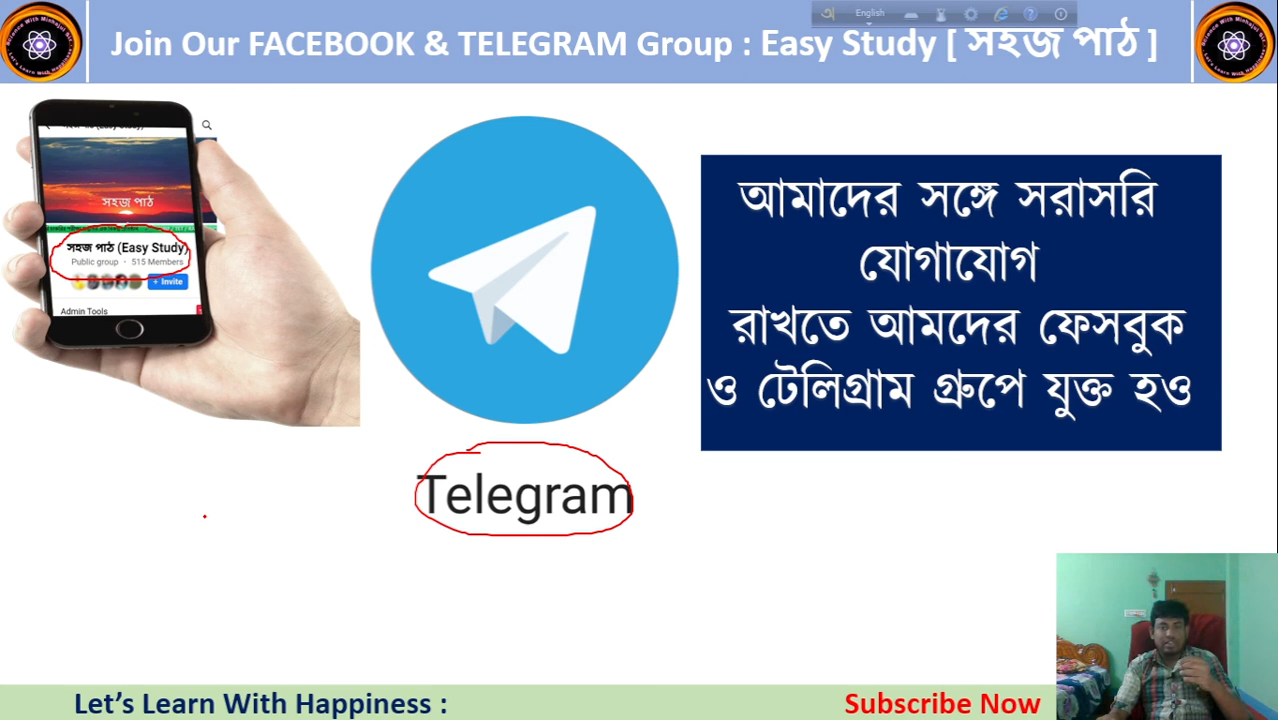 English
Join Our FACEBOOK & TELEGRAM Group : Easy Study [ সহজ পাঠ ]
সহজ পাঠ
সহজ পাঠ (Easy Study)
Public group · 515 Members
+ Invite
Admin Tools
Telegram
আমাদের সঙ্গে সরাসরি
যোগাযোগ
রাখতে আমদের ফেসবুক
ও টেলিগ্রাম গ্রুপে যুক্ত হও
Let's Learn With Happiness :
Subscribe Now